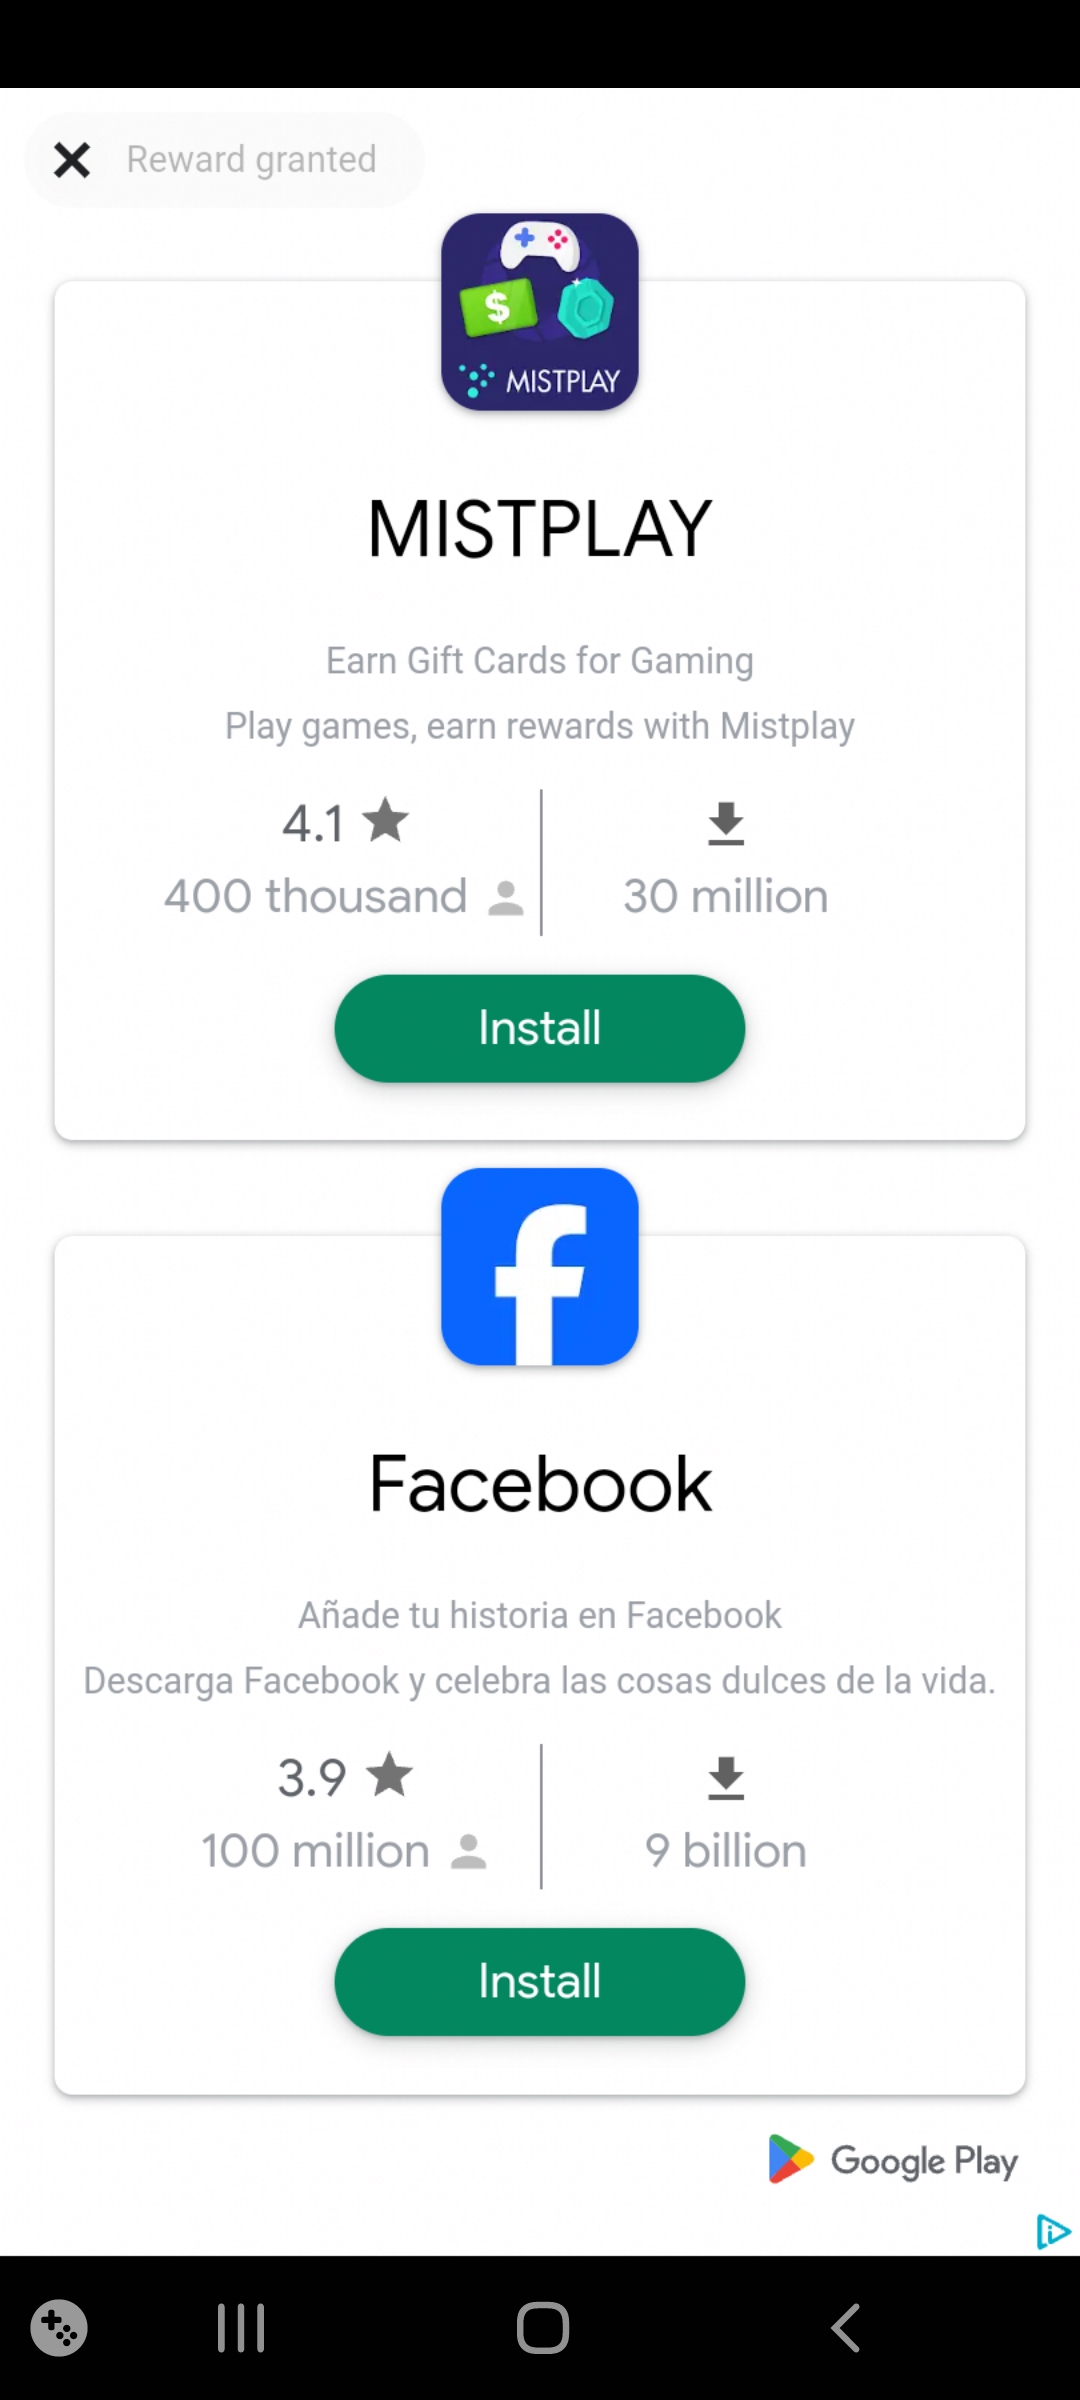 Reward granted
$
MISTPLAY
MISTPLAY
Earn Gift Cards for Gaming
Play games, earn rewards with Mistplay
4.1
400 thousand
30 million
Install
f
Facebook
Añade tu historia en Facebook
Descarga Facebook y celebra las cosas dulces de la vida.
3.9
100 million
9 billion
Install
Google Play